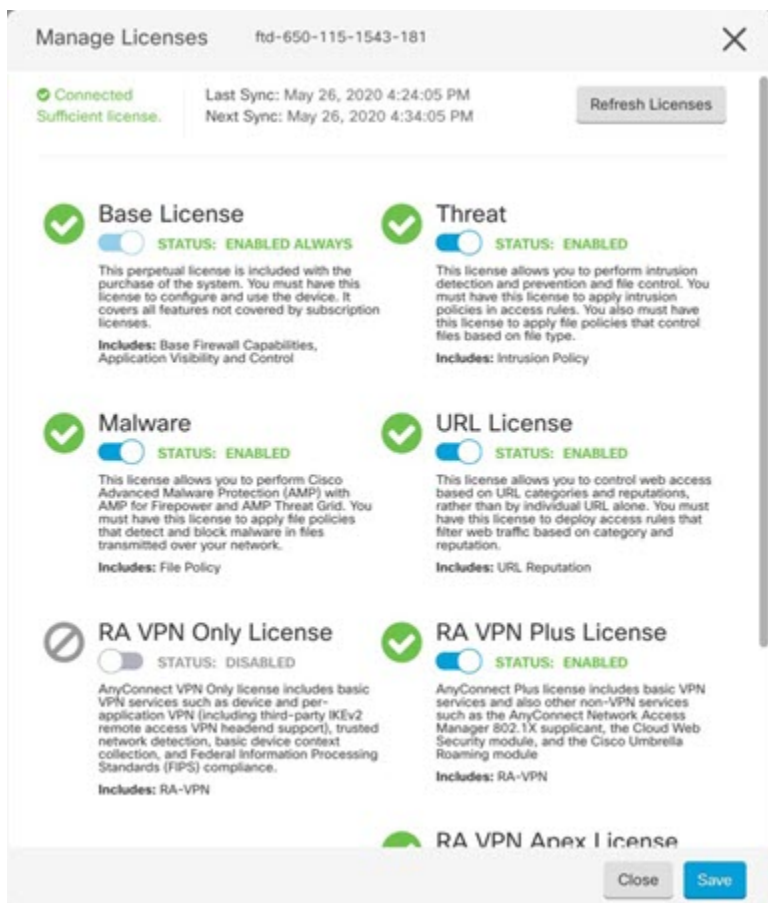 Manage Licenses ftd-650-115-1543-181
Connected
Sufficient license.
Last Sync: May 26, 2020 4:24:05 PM
Next Sync: May 26, 2020 4:34:05 PM
Refresh Licenses
Base License
STATUS: ENABLED ALWAYS
This perpetual license is included with the
purchase of the system. You must have this
license to configure and use the device. It
covers all features not covered by subscription
licenses.
Includes: Base Firewall Capabilities,
Application Visibility and Control
Threat
STATUS: ENABLED
This license allows you to perform intrusion
detection and prevention and file control. You
must have this license to apply intrusion
policies in access rules. You also must have
this license to apply file policies that control
files based on file type.
Includes: Intrusion Policy
Malware
STATUS: ENABLED
This license allows you to perform Cisco
Advanced Malware Protection (AMP) with
AMP for Firepower and AMP Threat Grid. You
must have this license to apply file policies
that detect and block malware in files
transmitted over your network.
Includes: File Policy
URL License
STATUS: ENABLED
This license allows you to control web access
based on URL categories and reputations,
rather than by individual URL alone. You must
have this license to deploy access rules that
filter web traffic based on category and
reputation.
Includes: URL Reputation
RA VPN Only License
STATUS: DISABLED
AnyConnect VPN Only license includes basic
VPN services such as device and per-
application VPN (including third-party IKEv2
remote access VPN headend support), trusted
network detection, basic device context
collection, and Federal Information Processing
Standards (FIPS) compliance.
Includes: RA-VPN
RA VPN Plus License
STATUS: ENABLED
AnyConnect Plus license includes basic VPN
services and also other non-VPN services
such as the AnyConnect Network Access
Manager 802.1X supplicant, the Cloud Web
Security module, and the Cisco Umbrella
Roaming module
Includes: RA-VPN
RA VPN Apex License
Close
Save